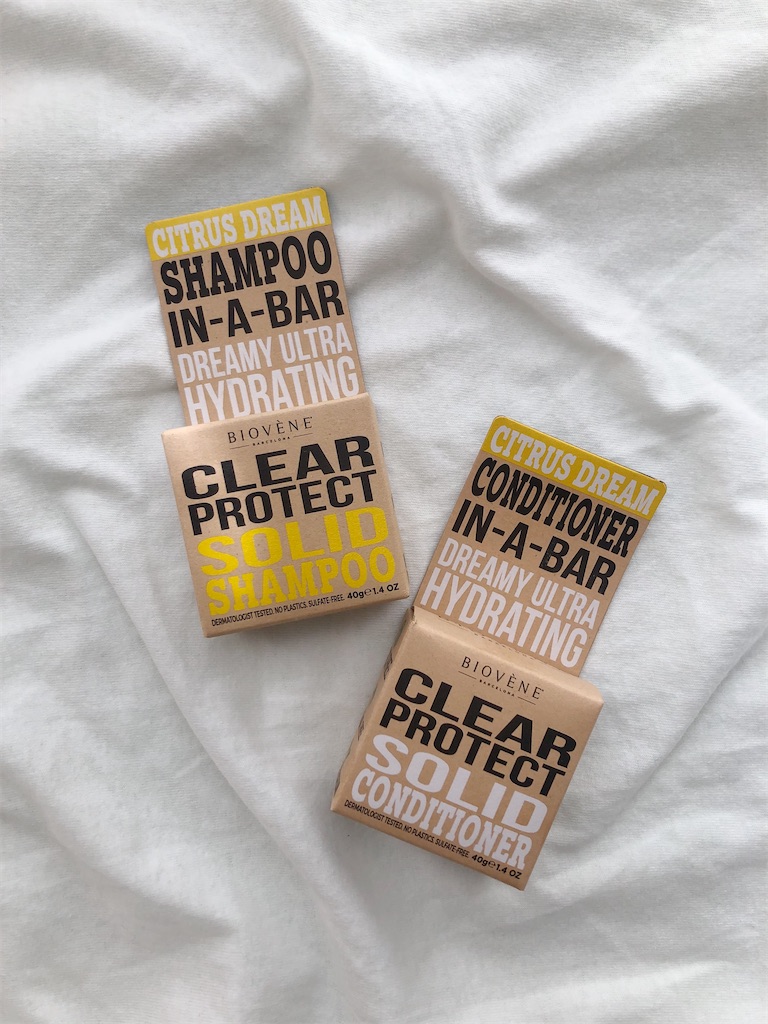 CITRUS DREAM
SHAMPOO
IN-A-BAR
DREAMY ULTRA
HYDRATING
BIOVÈNE
BARCELONA
CLEAR
PROTECT
SOLID
SHAMPOO
DERMATOLOGIST TESTED. NO PLASTICS. SULFATE-FREE. 40g℮1.4 OZ
CITRUS DREAM
CONDITIONER
IN-A-BAR
DREAMY ULTRA
HYDRATING
BIOVÈNE
BARCELONA
CLEAR
PROTECT
SOLID
CONDITIONER
DERMATOLOGIST TESTED. NO PLASTICS. SULFATE-FREE. 40g℮1.4 OZ